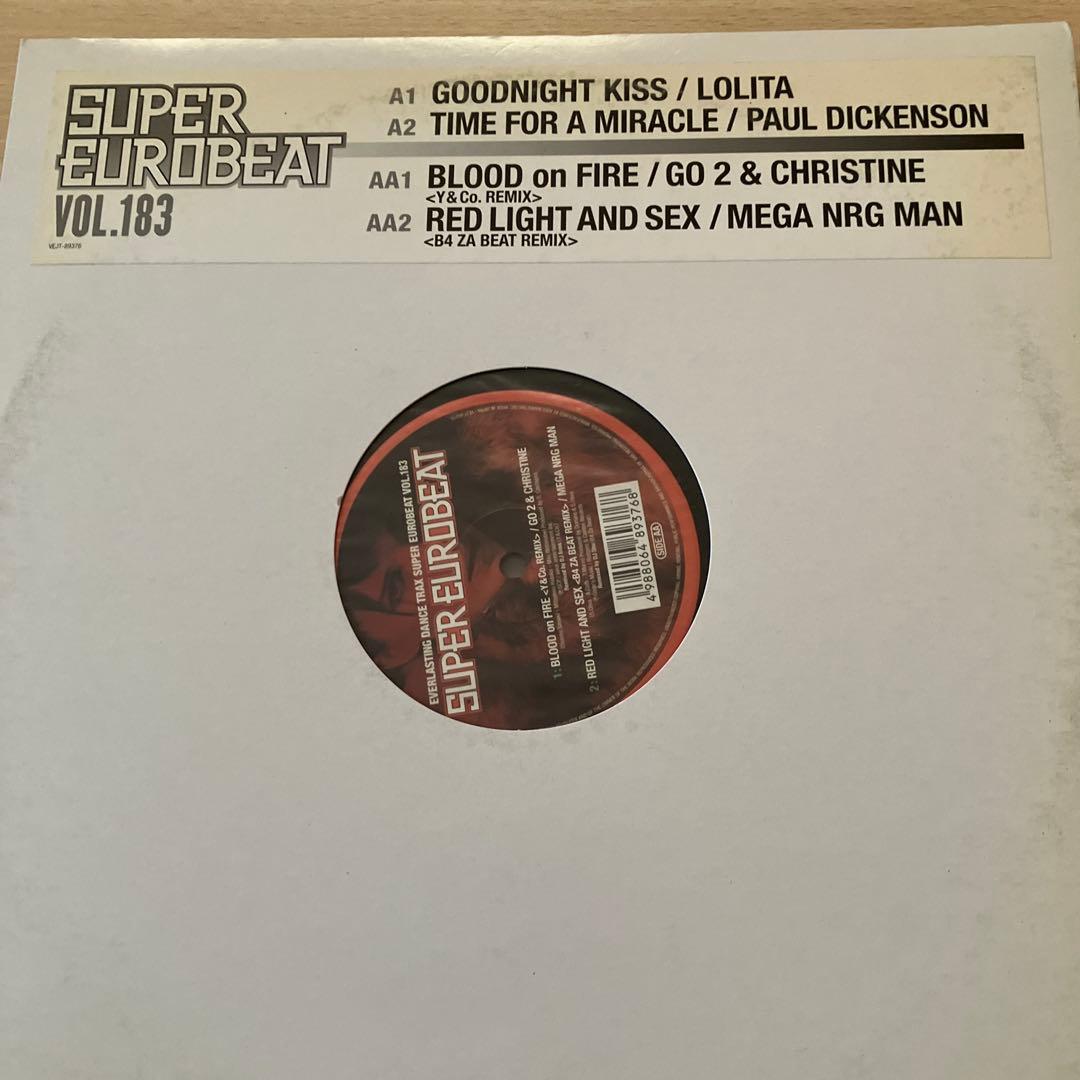 SUPER
EUROBEAT
VOL.183
VEJT-89376
A1 GOODNIGHT KISS / LOLITA
A2 TIME FOR A MIRACLE / PAUL DICKENSON
AA1 BLOOD on FIRE / GO 2 & CHRISTINE
<Y & Co. REMIX>
AA2 RED LIGHT AND SEX / MEGA NRG MAN
<B4 ZA BEAT REMIX>
EVERLASTING DANCE TRAX SUPER EUROBEAT VOL.183
SUPER EUROBEAT
1: BLOOD on FIRE <Y&Co. REMIX> / GO 2 & CHRISTINE
2: RED LIGHT AND SEX <B4 ZA BEAT REMIX> / MEGA NRG MAN
4 988064 893768
SIDE AA